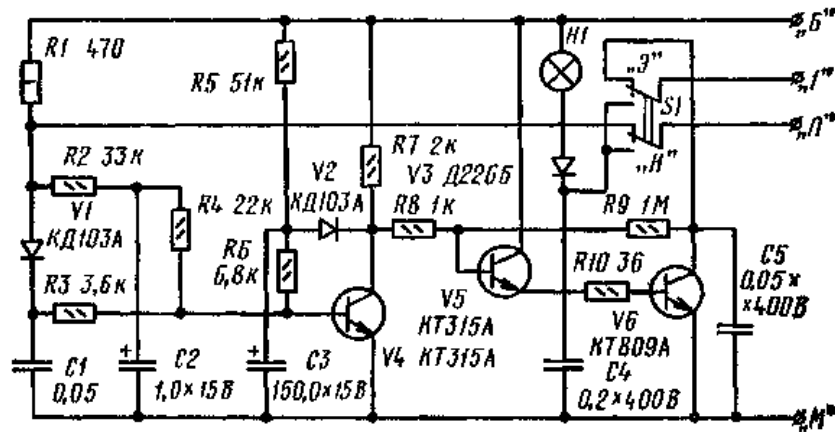 R1 470
R5 51к
H1
„Б"
„Э"
„1"
S1
„П"
R2 33к
V1
КД103А
R4 22к
V2
КД103А
R7 2к
V3 Д226Б
R8 1к
„Н"
R9 1М
R3 3,6к
R6
6,8к
V5
КТ315А
R10 36
V6
КТ809А
C5
0,05×
×400В
C1
0,05
C2
1,0×15В
C3
150,0×15В
V4 КТ315А
C4
0,2×400В
„М"